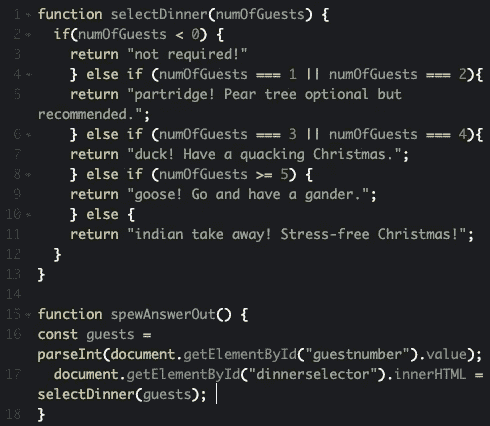 1 function selectDinner(numOfGuests) {
2 if(numOfGuests < 0) {
3 return "not required!"
4 } else if (numOfGuests === 1 || numOfGuests === 2){
5 return "partridge! Pear tree optional but
recommended.";
6 } else if (numOfGuests === 3 || numOfGuests === 4){
7 return "duck! Have a quacking Christmas.";
8 } else if (numOfGuests >= 5) {
9 return "goose! Go and have a gander.";
10 } else {
11 return "indian take away! Stress-free Christmas!";
12 }
13 }
14
15 function spewAnswerOut() {
16 const guests =
parseInt(document.getElementById("guestnumber").value);
17 document.getElementById("dinnerselector").innerHTML =
selectDinner(guests);
18 }